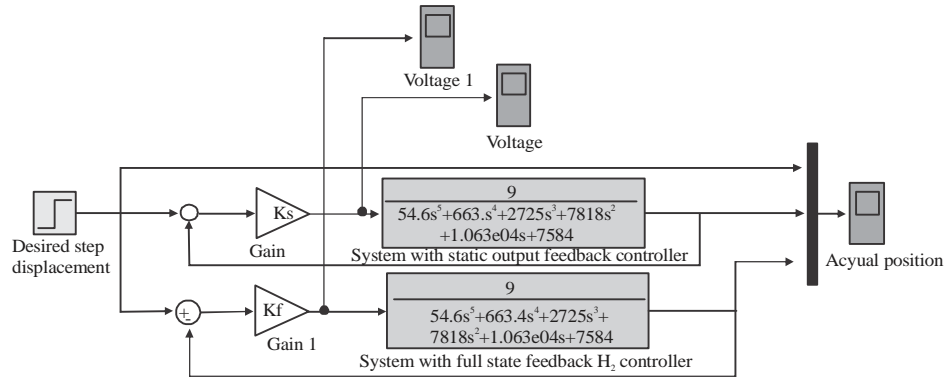 Voltage 1
Voltage
Ks
9
54.6s⁵+663.s⁴+2725s³+7818s²
+1.063e04s+7584
Gain
System with static output feedback controller
Desired step
displacement
Acyual position
+-
Kf
9
54.6s⁵+663.4s⁴+2725s³+
7818s²+1.063e04s+7584
Gain 1
System with full state feedback H₂ controller